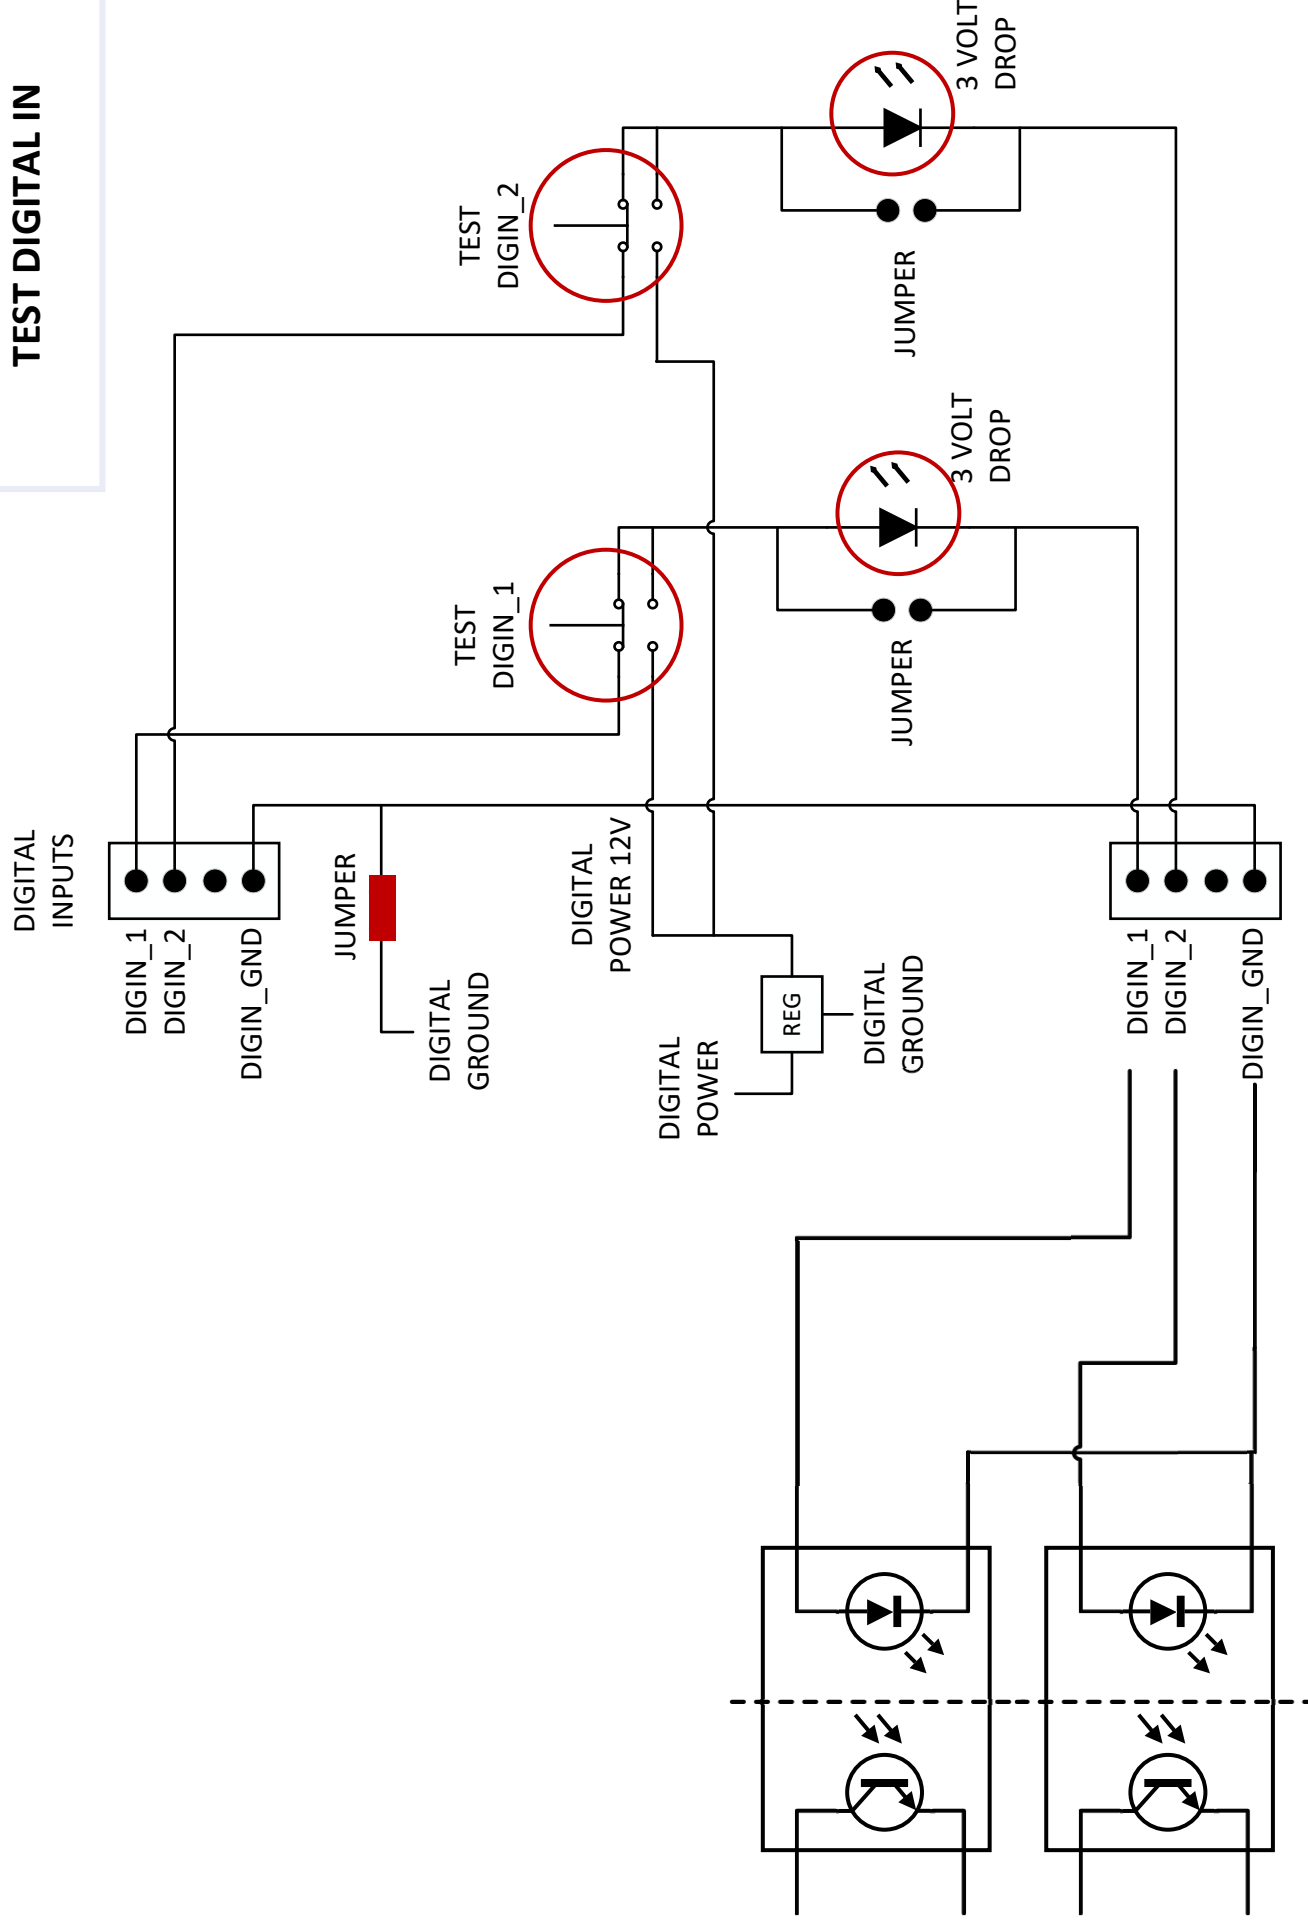 TEST DIGITAL IN
DIGITAL
INPUTS
DIGIN_1
DIGIN_2
DIGIN_GND
JUMPER
DIGITAL
GROUND
TEST
DIGIN_2
TEST
DIGIN_1
DIGITAL
POWER 12V
DIGITAL
POWER
REG
DIGITAL
GROUND
3 VOLT
DROP
JUMPER
3 VOLT
DROP
JUMPER
DIGIN_1
DIGIN_2
DIGIN_GND